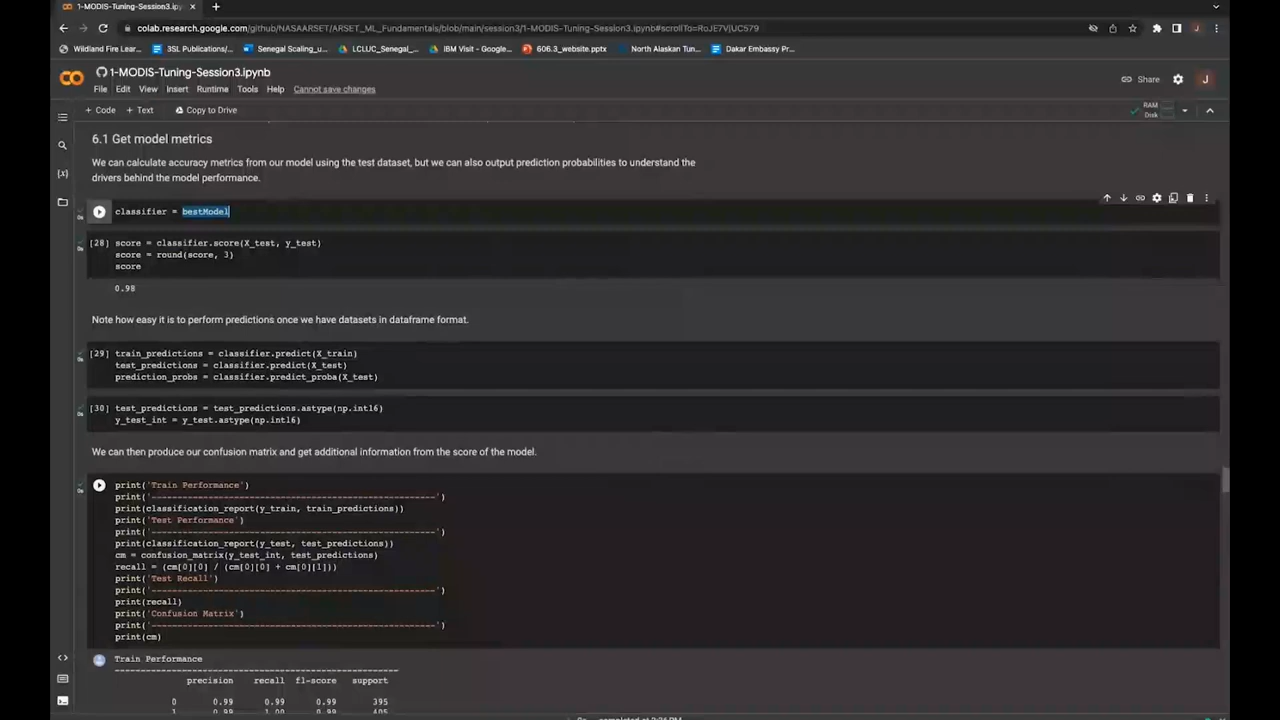 1-MODIS-Tuning-Session3.ipynb
colab.research.google.com/github/NASAARSET/ARSET_ML_Fundamentals/blob/main/session3/1-MODIS-Tuning-Session3.ipynb#scrollTo=RoJE7VjUC579
Wildland Fire Lear... 3SL Publications/... Senegal Scaling_u... LCLUC_Senegal_... IBM Visit - Google... 606.3_website.pptx North Alaskan Tun... Dakar Embassy Pr...
1-MODIS-Tuning-Session3.ipynb
Share J
File Edit View Insert Runtime Tools Help Cannot save changes
+ Code + Text Copy to Drive
RAM
Disk
6.1 Get model metrics
We can calculate accuracy metrics from our model using the test dataset, but we can also output prediction probabilities to understand the
drivers behind the model performance.
classifier = bestModel
[28] score = classifier.score(X_test, y_test)
score = round(score, 3)
score
0.98
Note how easy it is to perform predictions once we have datasets in dataframe format.
[29] train_predictions = classifier.predict(X_train)
test_predictions = classifier.predict(X_test)
prediction_probs = classifier.predict_proba(X_test)
[30] test_predictions = test_predictions.astype(np.int16)
y_test_int = y_test.astype(np.int16)
We can then produce our confusion matrix and get additional information from the score of the model.
print('Train Performance')
print('-------------------------------------------------')
print(classification_report(y_train, train_predictions))
print('Test Performance')
print('-------------------------------------------------')
print(classification_report(y_test, test_predictions))
cm = confusion_matrix(y_test_int, test_predictions)
recall = (cm[0][0] / (cm[0][0] + cm[0][1]))
print('Test Recall')
print('-------------------------------------------------')
print(recall)
print('Confusion Matrix')
print('-------------------------------------------------')
print(cm)
Train Performance
-------------------------------------------------
precision recall f1-score support
0 0.99 0.99 0.99 395
1 0.99 1.00 0.99 405